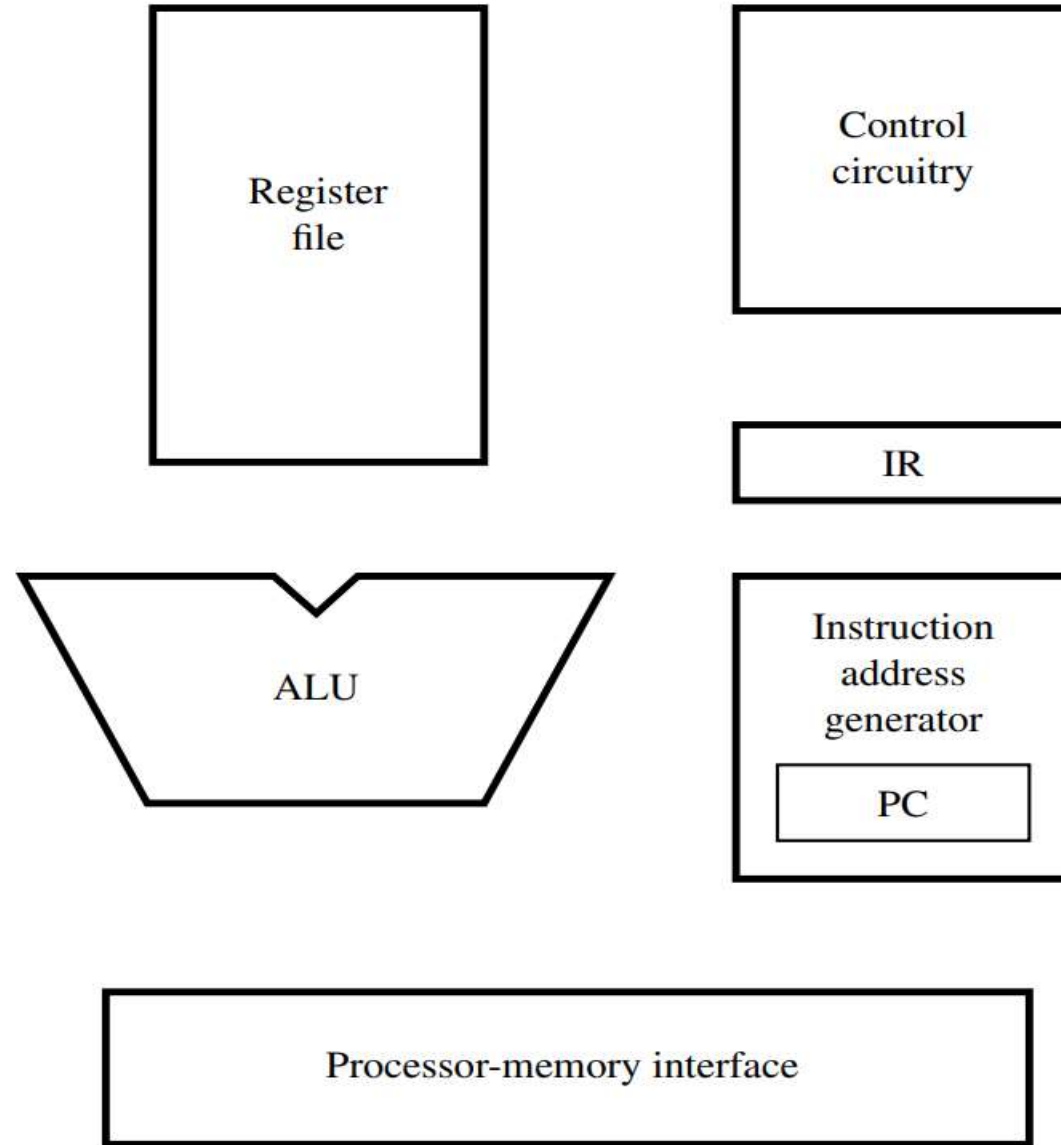 Register
file
Control
circuitry
IR
ALU
Instruction
address
generator
PC
Processor-memory interface